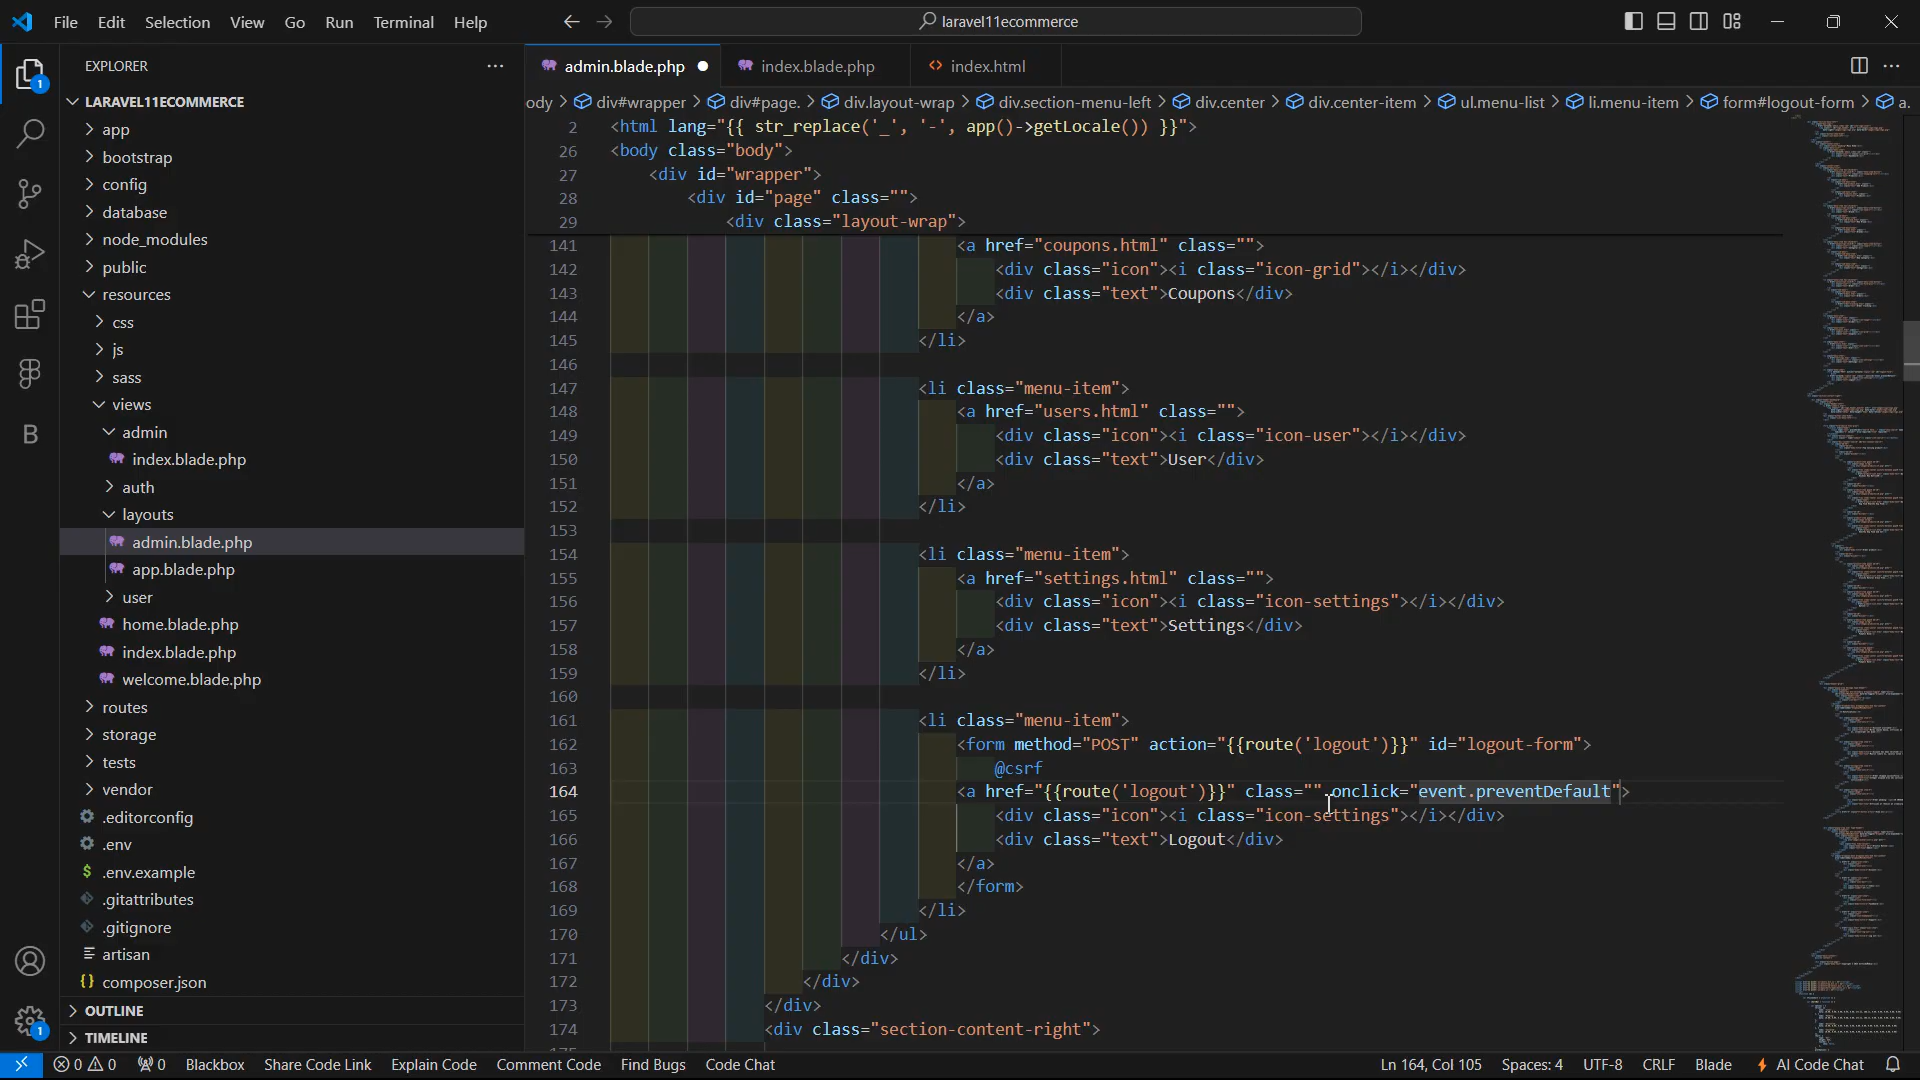 File Edit Selection View Go Run Terminal Help
laravel11ecommerce
EXPLORER
admin.blade.php
index.blade.php
index.html
LARAVEL11ECOMMERCE
app
bootstrap
config
database
node_modules
public
resources
css
js
sass
views
admin
index.blade.php
auth
layouts
admin.blade.php
app.blade.php
user
home.blade.php
index.blade.php
welcome.blade.php
routes
storage
tests
vendor
.editorconfig
.env
.env.example
.gitattributes
.gitignore
artisan
composer.json
OUTLINE
TIMELINE
ody > div#wrapper > div#page. > div.layout-wrap > div.section-menu-left > div.center > div.center-item > ul.menu-list > li.menu-item > form#logout-form > a.
2 <html lang="{{ str_replace('_', '-', app()->getLocale()) }}">
26 <body class="body">
27 <div id="wrapper">
28 <div id="page" class="">
29 <div class="layout-wrap">
141 <a href="coupons.html" class="">
142 <div class="icon"><i class="icon-grid"></i></div>
143 <div class="text">Coupons</div>
144 </a>
145 </li>
146
147 <li class="menu-item">
148 <a href="users.html" class="">
149 <div class="icon"><i class="icon-user"></i></div>
150 <div class="text">User</div>
151 </a>
152 </li>
153
154 <li class="menu-item">
155 <a href="settings.html" class="">
156 <div class="icon"><i class="icon-settings"></i></div>
157 <div class="text">Settings</div>
158 </a>
159 </li>
160
161 <li class="menu-item">
162 <form method="POST" action="{{route('logout')}}" id="logout-form">
163 @csrf
164 <a href="{{route('logout')}}" class="" onclick="event.preventDefault">
165 <div class="icon"><i class="icon-settings"></i></div>
166 <div class="text">Logout</div>
167 </a>
168 </form>
169 </li>
170 </ul>
171 </div>
172 </div>
173 </div>
174 <div class="section-content-right">
0 0 0 Blackbox Share Code Link Explain Code Comment Code Find Bugs Code Chat Ln 164, Col 105 Spaces: 4 UTF-8 CRLF Blade AI Code Chat